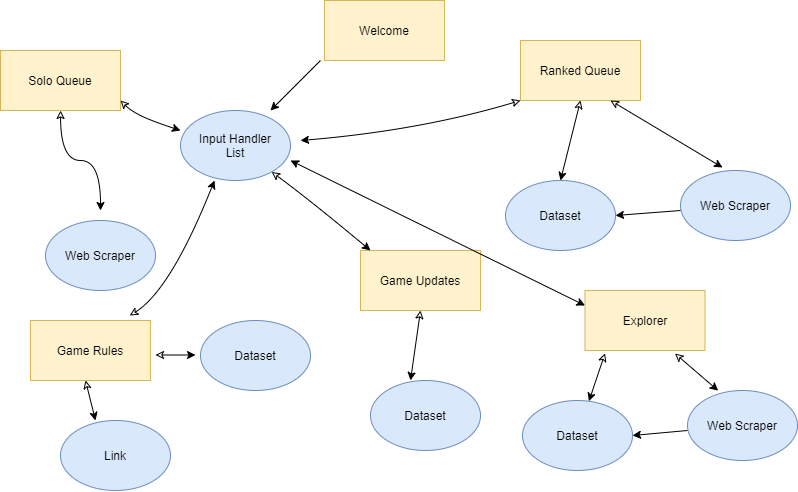 Welcome
Solo Queue
Ranked Queue
Input Handler
List
Web Scraper
Dataset
Web Scraper
Game Updates
Explorer
Game Rules
Dataset
Dataset
Dataset
Web Scraper
Link